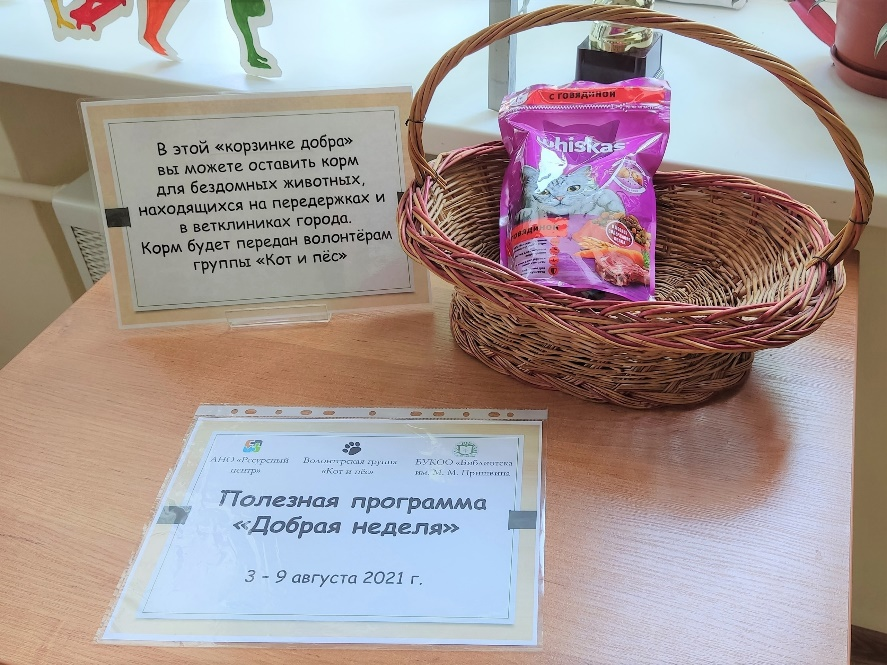 В этой «корзинке добра»
вы можете оставить корм
для бездомных животных,
находящихся на передержках и
в ветклиниках города.
Корм будет передан волонтёрам
группы «Кот и пёс»
с говядиной
whiskas
говядиной
АНО «Ресурсный
центр»
Волонтёрская группа
«Кот и пёс»
БУКОО «Библиотека
им. М. М. Пришвина
Полезная программа
«Добрая неделя»
3 – 9 августа 2021 г.